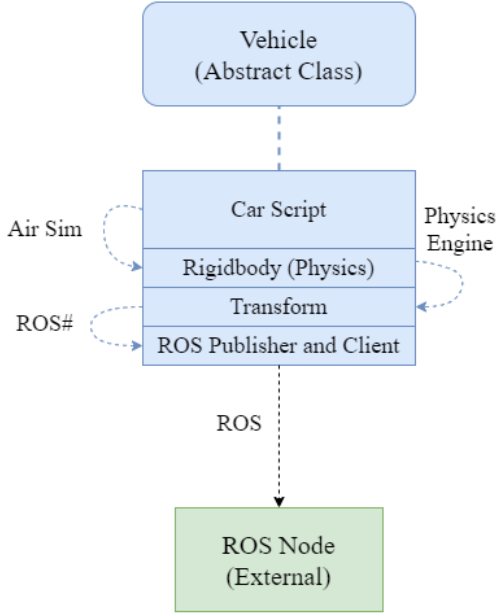 Vehicle
(Abstract Class)
Car Script
Air Sim
Physics
Engine
Rigidbody (Physics)
Transform
ROS#
ROS Publisher and Client
ROS
ROS Node
(External)